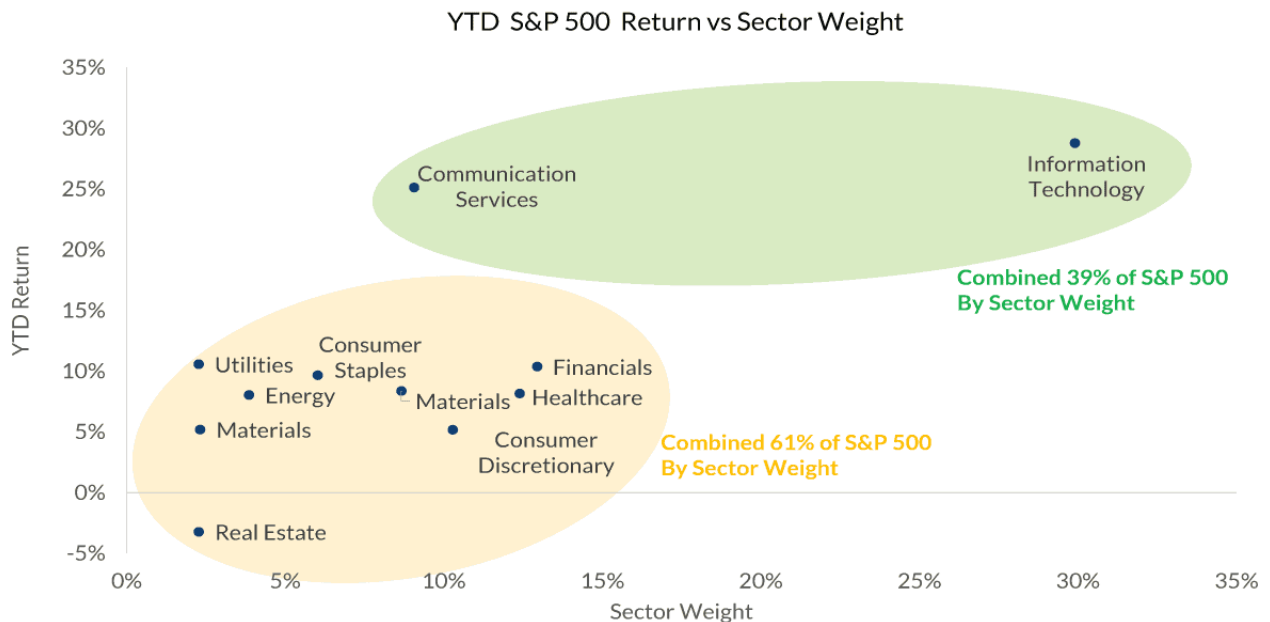 YTD S&P 500 Return vs Sector Weight
35%
30%
25%
20%
15%
10%
5%
0%
-5%
YTD Return
Communication
Services
Information
Technology
Combined 39% of S&P 500
By Sector Weight
Utilities
Consumer
Staples
Financials
Energy
Materials
Healthcare
Materials
Consumer
Discretionary
Combined 61% of S&P 500
By Sector Weight
Real Estate
0%
5%
10%
15%
20%
25%
30%
35%
Sector Weight